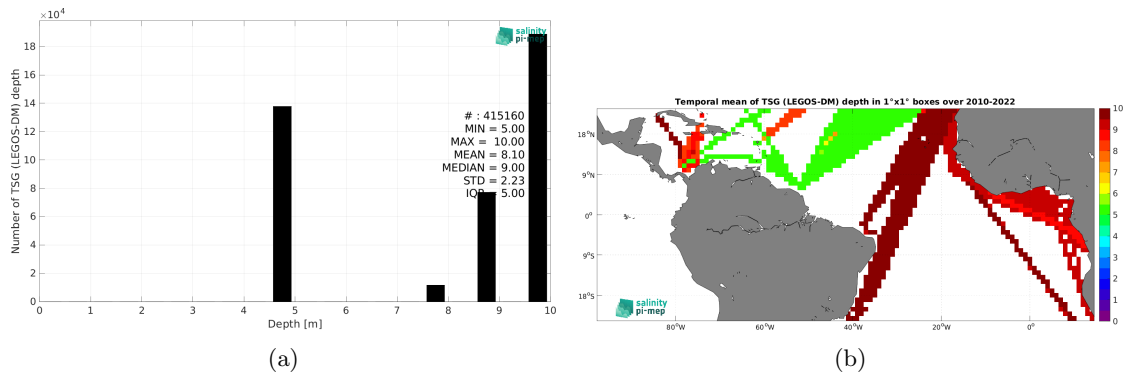 ×10⁴
18
16
14
12
10
8
6
4
2
0
Number of TSG (LEGOS-DM) depth
salinity
pi-mep
# : 415160
MIN = 5.00
MAX = 10.00
MEAN = 8.10
MEDIAN = 9.00
STD = 2.23
IQR = 5.00
0 1 2 3 4 5 6 7 8 9 10
Depth [m]
(a)
Temporal mean of TSG (LEGOS-DM) depth in 1°x1° boxes over 2010-2022
18°N
9°N
0°
9°S
18°S
80°W 60°W 40°W 20°W 0°
salinity
pi-mep
10
9
8
7
6
5
4
3
2
1
0
(b)